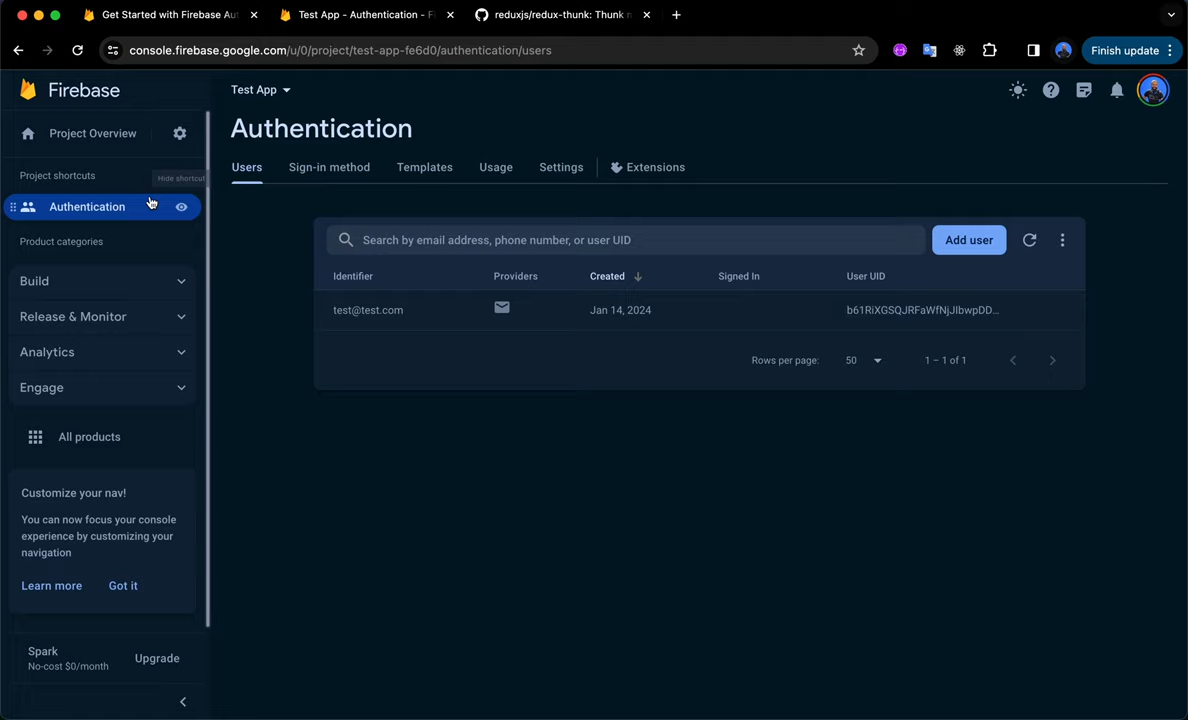 Get Started with Firebase Aut
Test App - Authentication - F
reduxjs/redux-thunk: Thunk n
console.firebase.google.com/u/0/project/test-app-fe6d0/authentication/users
Finish update
Firebase
Test App
Project Overview
Authentication
Users
Sign-in method
Templates
Usage
Settings
Extensions
Project shortcuts
Hide shortcut
Authentication
Product categories
Build
Release & Monitor
Analytics
Engage
All products
Customize your nav!
You can now focus your console
experience by customizing your
navigation
Learn more
Got it
Spark
No-cost $0/month
Upgrade
Search by email address, phone number, or user UID
Add user
Identifier
Providers
Created
Signed In
User UID
test@test.com
Jan 14, 2024
b61RiXGSQJRFaWfNjJlbwpDD...
Rows per page:
50
1 – 1 of 1